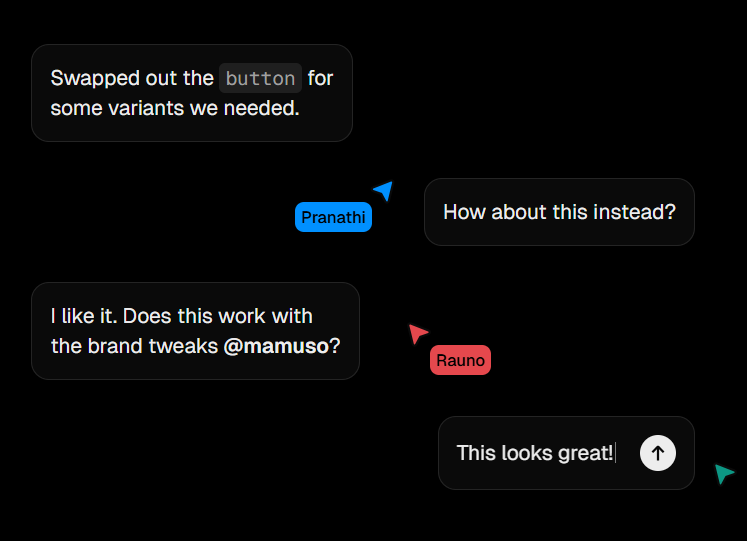 Swapped out the button for
some variants we needed.
Pranathi
How about this instead?
I like it. Does this work with
the brand tweaks @mamuso?
Rauno
This looks great!